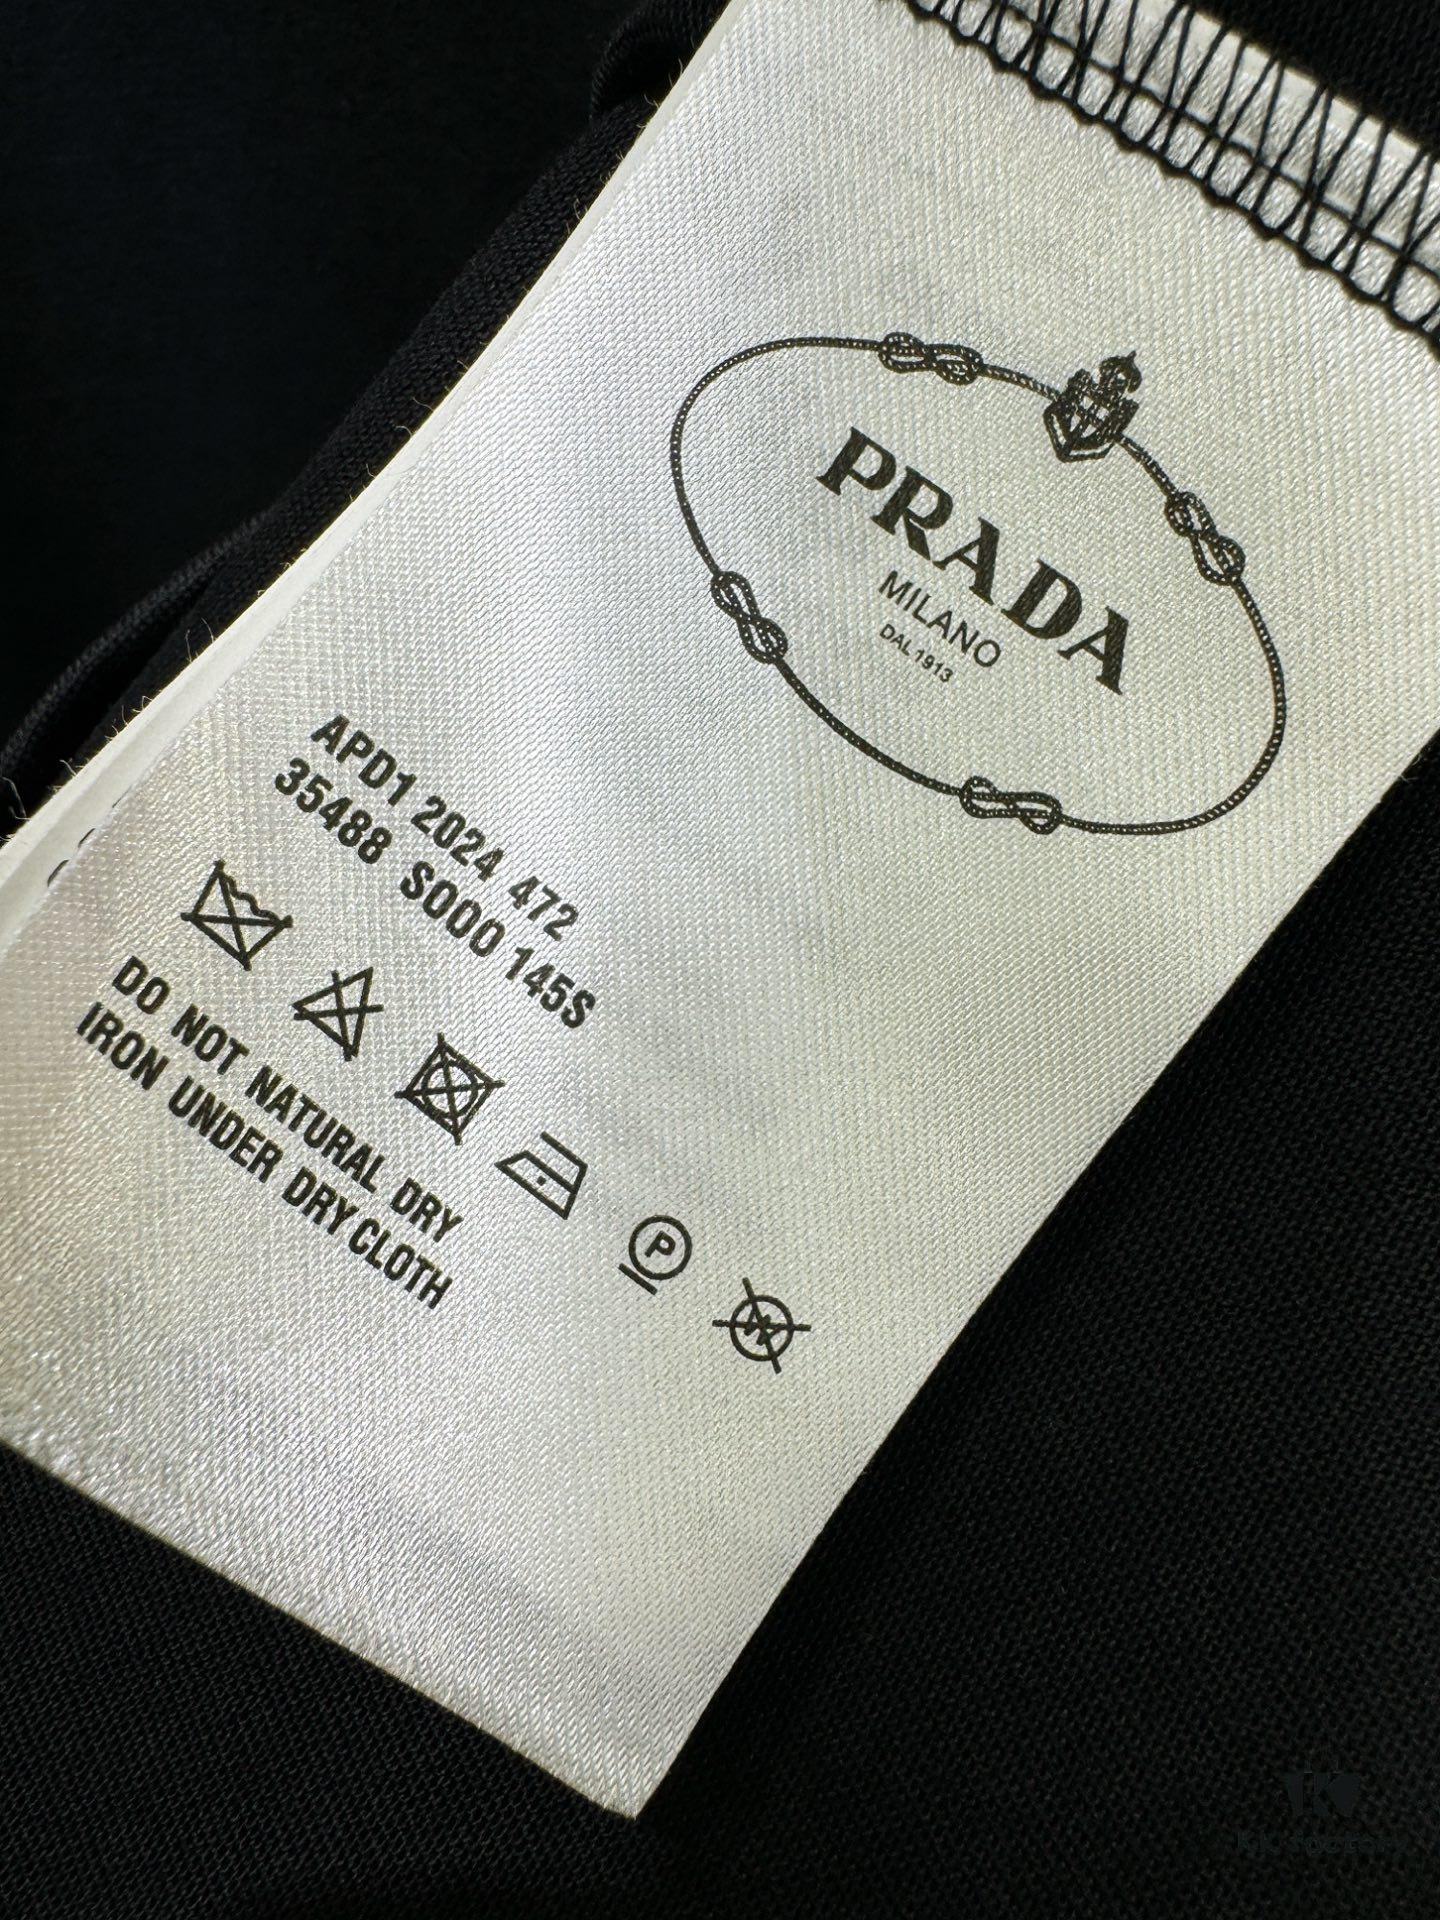 PRADA
MILANO
DAL 1913
APD1 2024 472
35488 S000 145S
P
DO NOT NATURAL DRY
IRON UNDER DRY CLOTH